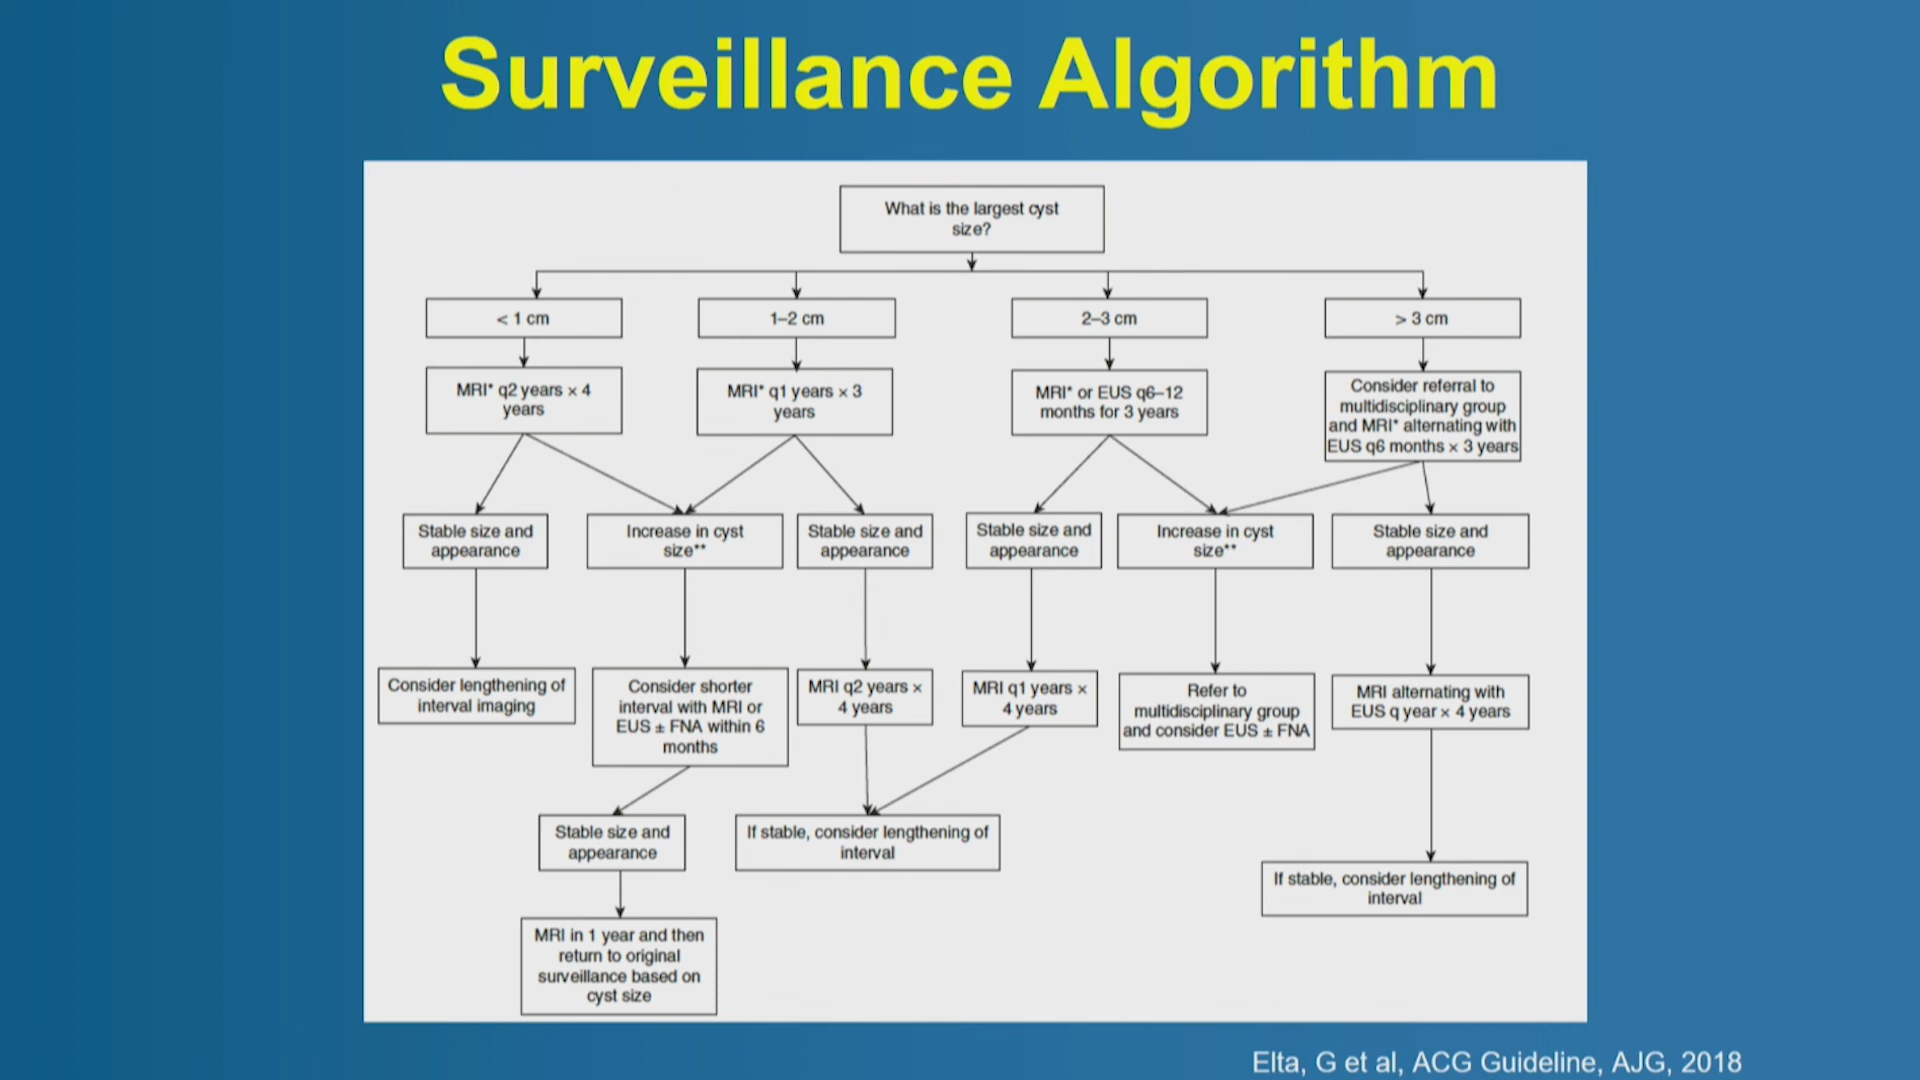 Surveillance Algorithm
What is the largest cyst
size?
< 1 cm
1–2 cm
2–3 cm
> 3 cm
MRI* q2 years × 4
years
MRI* q1 years × 3
years
MRI* or EUS q6–12
months for 3 years
Consider referral to
multidisciplinary group
and MRI* alternating with
EUS q6 months × 3 years
Stable size and
appearance
Increase in cyst
size**
Stable size and
appearance
Stable size and
appearance
Increase in cyst
size**
Stable size and
appearance
Consider lengthening of
interval imaging
Consider shorter
interval with MRI or
EUS ± FNA within 6
months
MRI q2 years ×
4 years
MRI q1 years ×
4 years
Refer to
multidisciplinary group
and consider EUS ± FNA
MRI alternating with
EUS q year × 4 years
Stable size and
appearance
If stable, consider lengthening of
interval
If stable, consider lengthening of
interval
MRI in 1 year and then
return to original
surveillance based on
cyst size
Elta, G et al, ACG Guideline, AJG, 2018